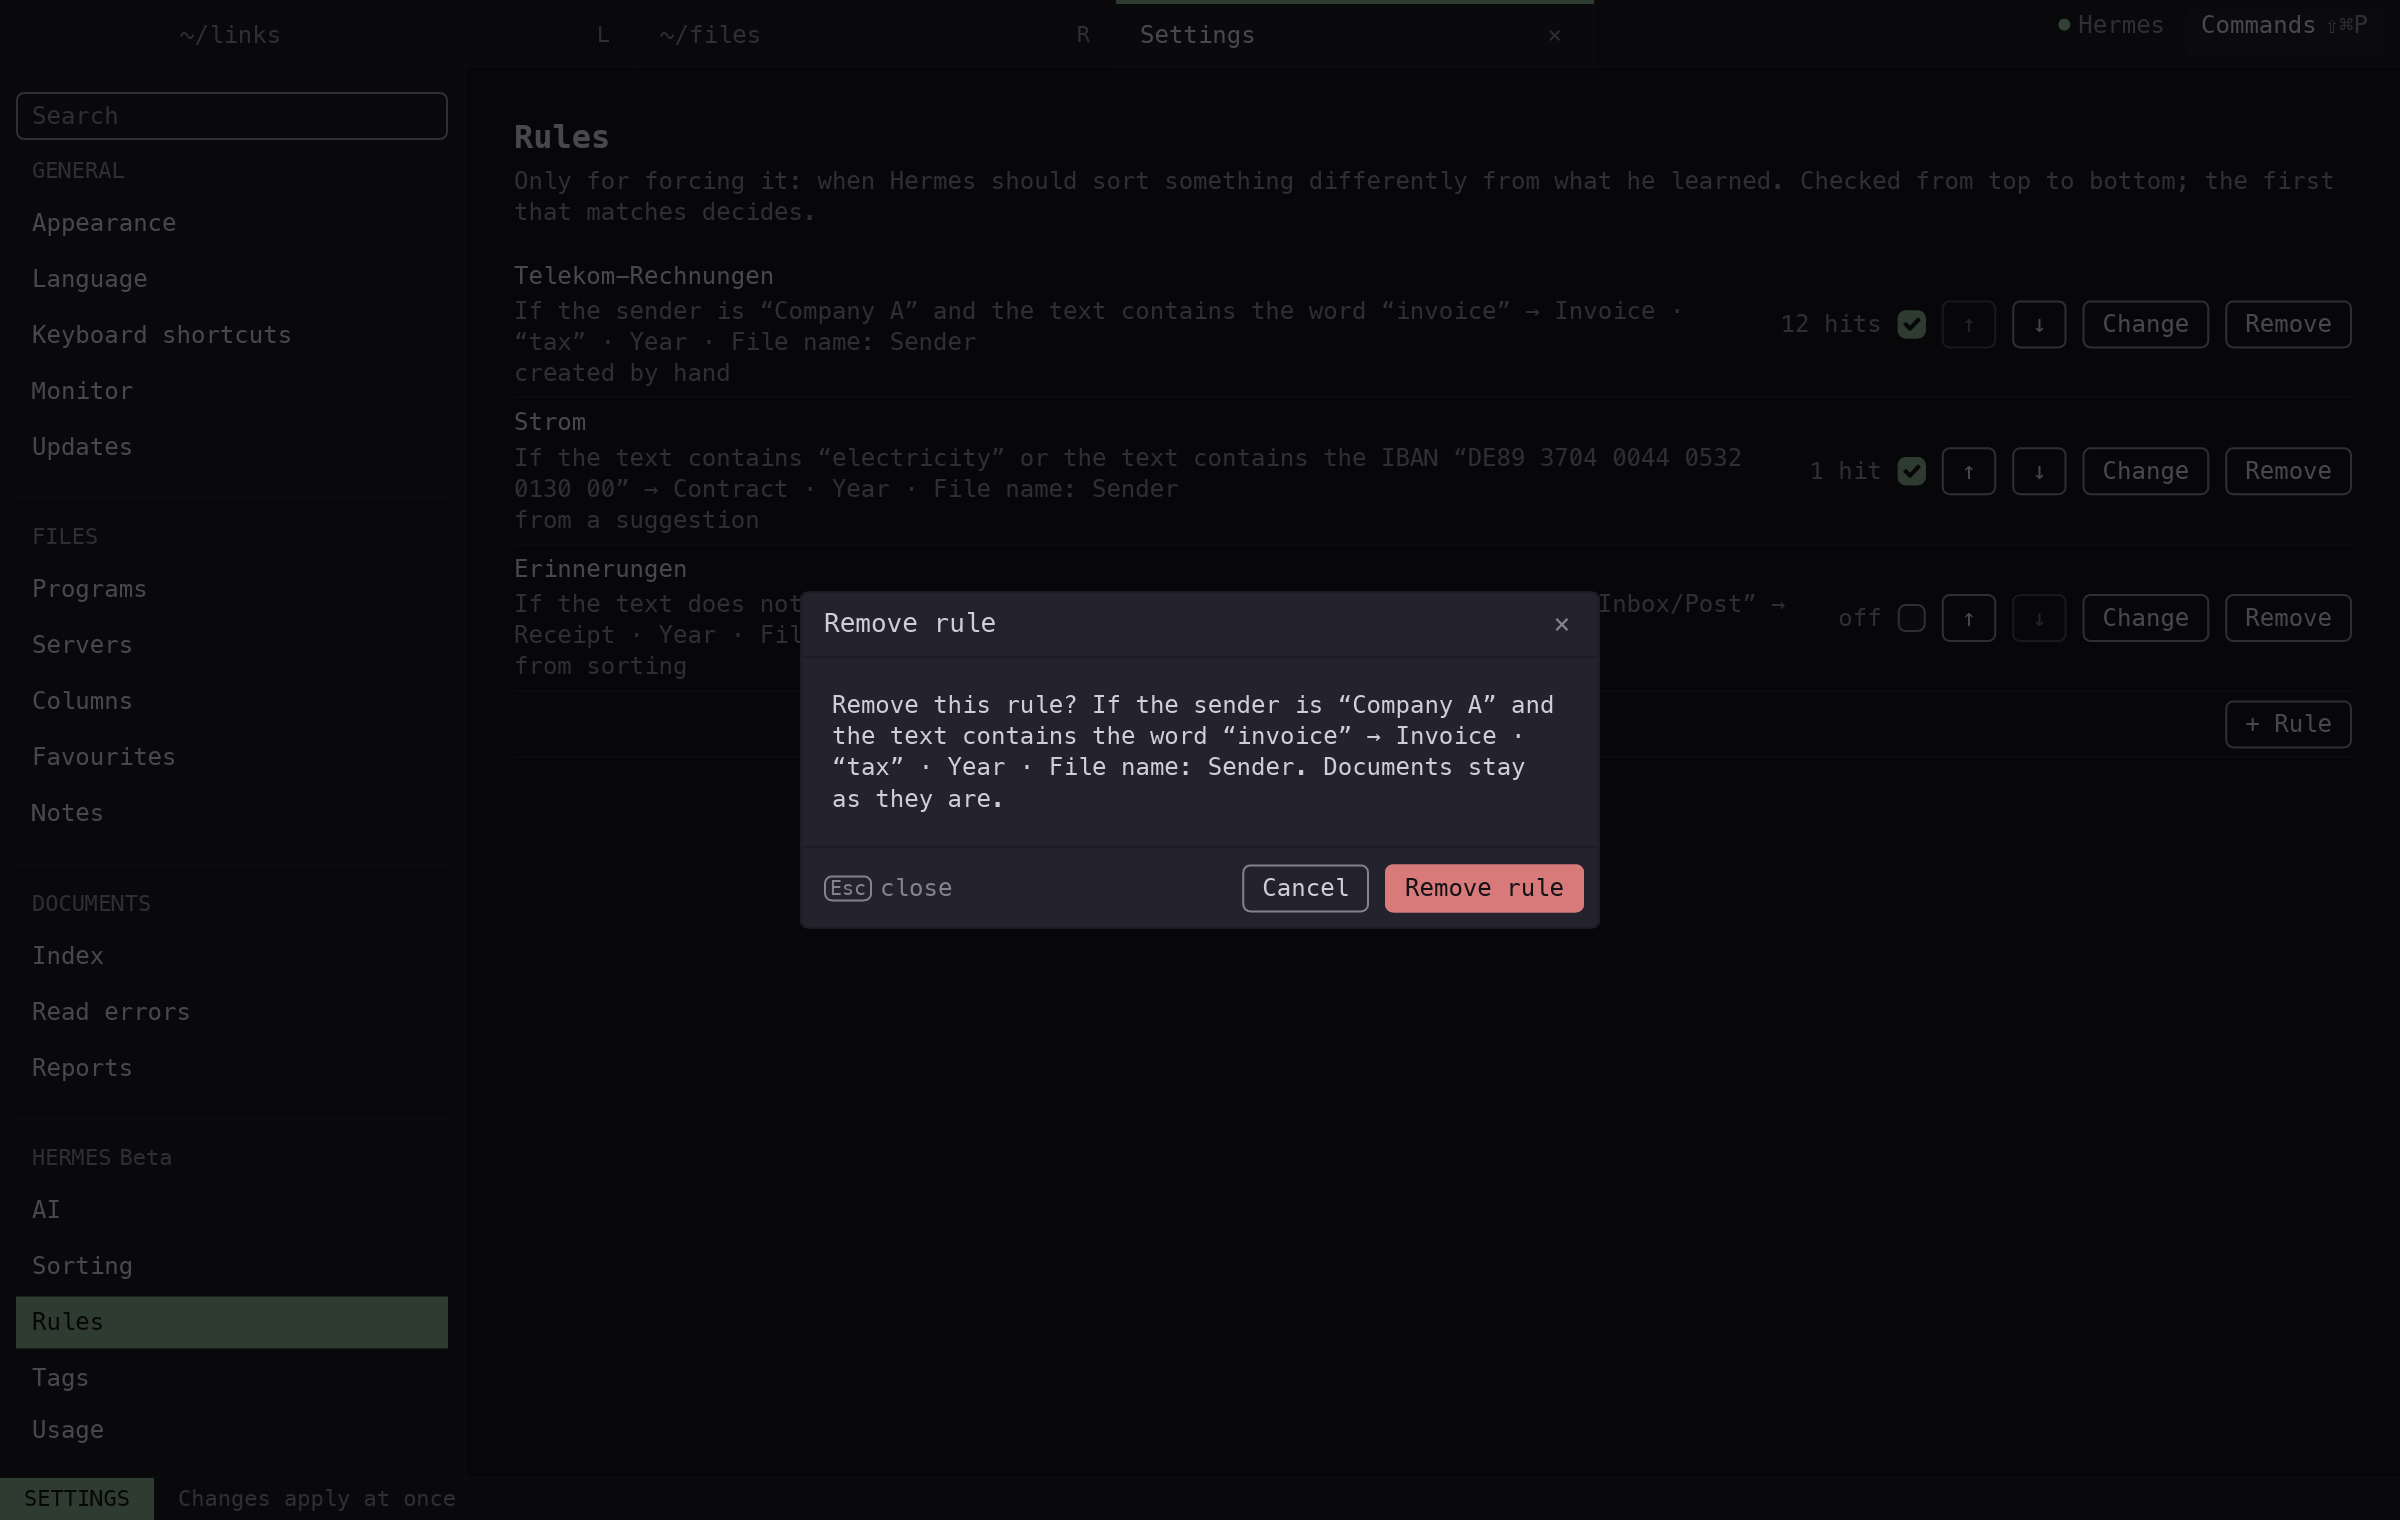 ~/links L ~/files R Settings × Hermes Commands ⇧⌘P
Search
GENERAL
Appearance
Language
Keyboard shortcuts
Monitor
Updates
FILES
Programs
Servers
Columns
Favourites
Notes
DOCUMENTS
Index
Read errors
Reports
HERMES Beta
AI
Sorting
Rules
Tags
Usage
Rules
Only for forcing it: when Hermes should sort something differently from what he learned. Checked from top to bottom; the first
that matches decides.
Telekom-Rechnungen
If the sender is “Company A” and the text contains the word “invoice” → Invoice ·
“tax” · Year · File name: Sender
created by hand
12 hits ↑ ↓ Change Remove
Strom
If the text contains “electricity” or the text contains the IBAN “DE89 3704 0044 0532
0130 00” → Contract · Year · File name: Sender
from a suggestion
1 hit ↑ ↓ Change Remove
Erinnerungen
If the text does not Inbox/Post” →
Receipt · Year ·
from sorting
off ↑ ↓ Change Remove
+ Rule
Remove rule ×
Remove this rule? If the sender is “Company A” and
the text contains the word “invoice” → Invoice ·
“tax” · Year · File name: Sender. Documents stay
as they are.
Esc close Cancel Remove rule
SETTINGS Changes apply at once